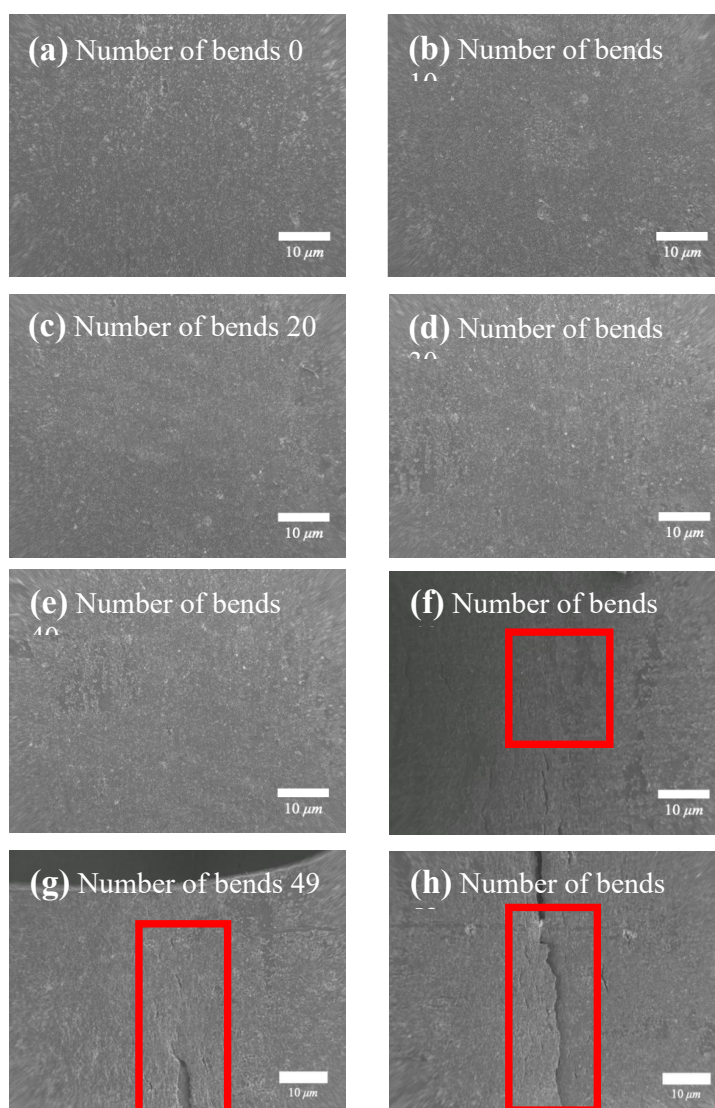 (a) Number of bends 0
10 μm
(b) Number of bends
10
10 μm
(c) Number of bends 20
10 μm
(d) Number of bends
10 μm
(e) Number of bends
40
10 μm
(f) Number of bends
10 μm
(g) Number of bends 49
10 μm
(h) Number of bends
10 μm